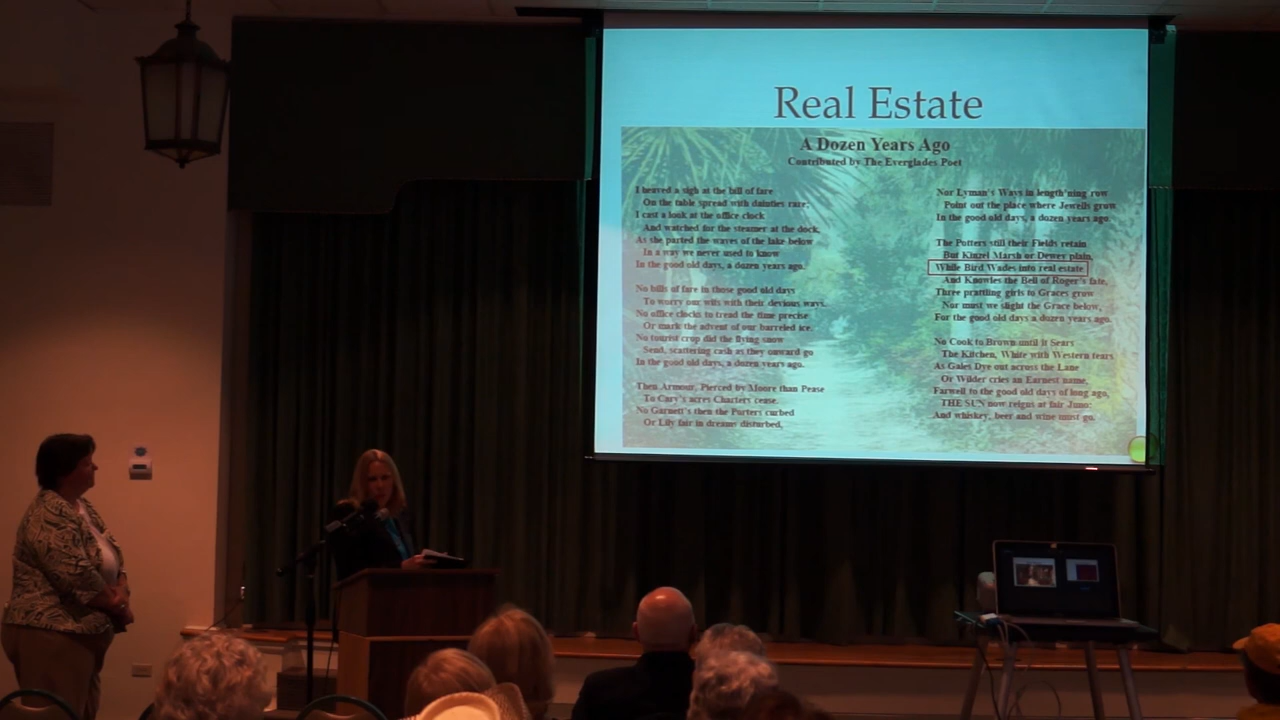 Real Estate
A Dozen Years Ago
Contributed by The Everglades Poet
I heaved a sigh at the bill of fare
On the table spread with dainties rare;
I cast a look at the office clock
And watched for the steamer at the dock,
As she parted the waves of the lake below
In a way we never used to know
In the good old days, a dozen years ago.
No bills of fare in those good old days
To worry our wits with their devious ways.
No office clocks to tread the time precise
Or mark the advent of our barreled ice.
No tourist crop did the flying snow
Send, scattering cash as they onward go
In the good old days, a dozen years ago.
Then Armour, Pierced by Moore than Pease
To Cary's acres Charters cease.
No Garnett's then the Porters curbed
Or Lily fair in dreams disturbed,
Nor Lyman's Ways in length'ning row
Point out the place where Jewells grow
In the good old days, a dozen years ago.
The Potters still their Fields retain
But Kinzel Marsh or Dewey plain,
While Bird Wades into real estate
And Knowles the Bell of Roger's fate,
Three prattling girls to Graces grow
Nor must we slight the Grace below,
For the good old days a dozen years ago.
No Cook to Brown until it Sears
The Kitchen, White with Western tears
As Gales Dye out across the Lane
Or Wilder cries an Earnest name,
Farwell to the good old days of long ago,
THE SUN now reigns at fair Juno:
And whiskey, beer and wine must go.